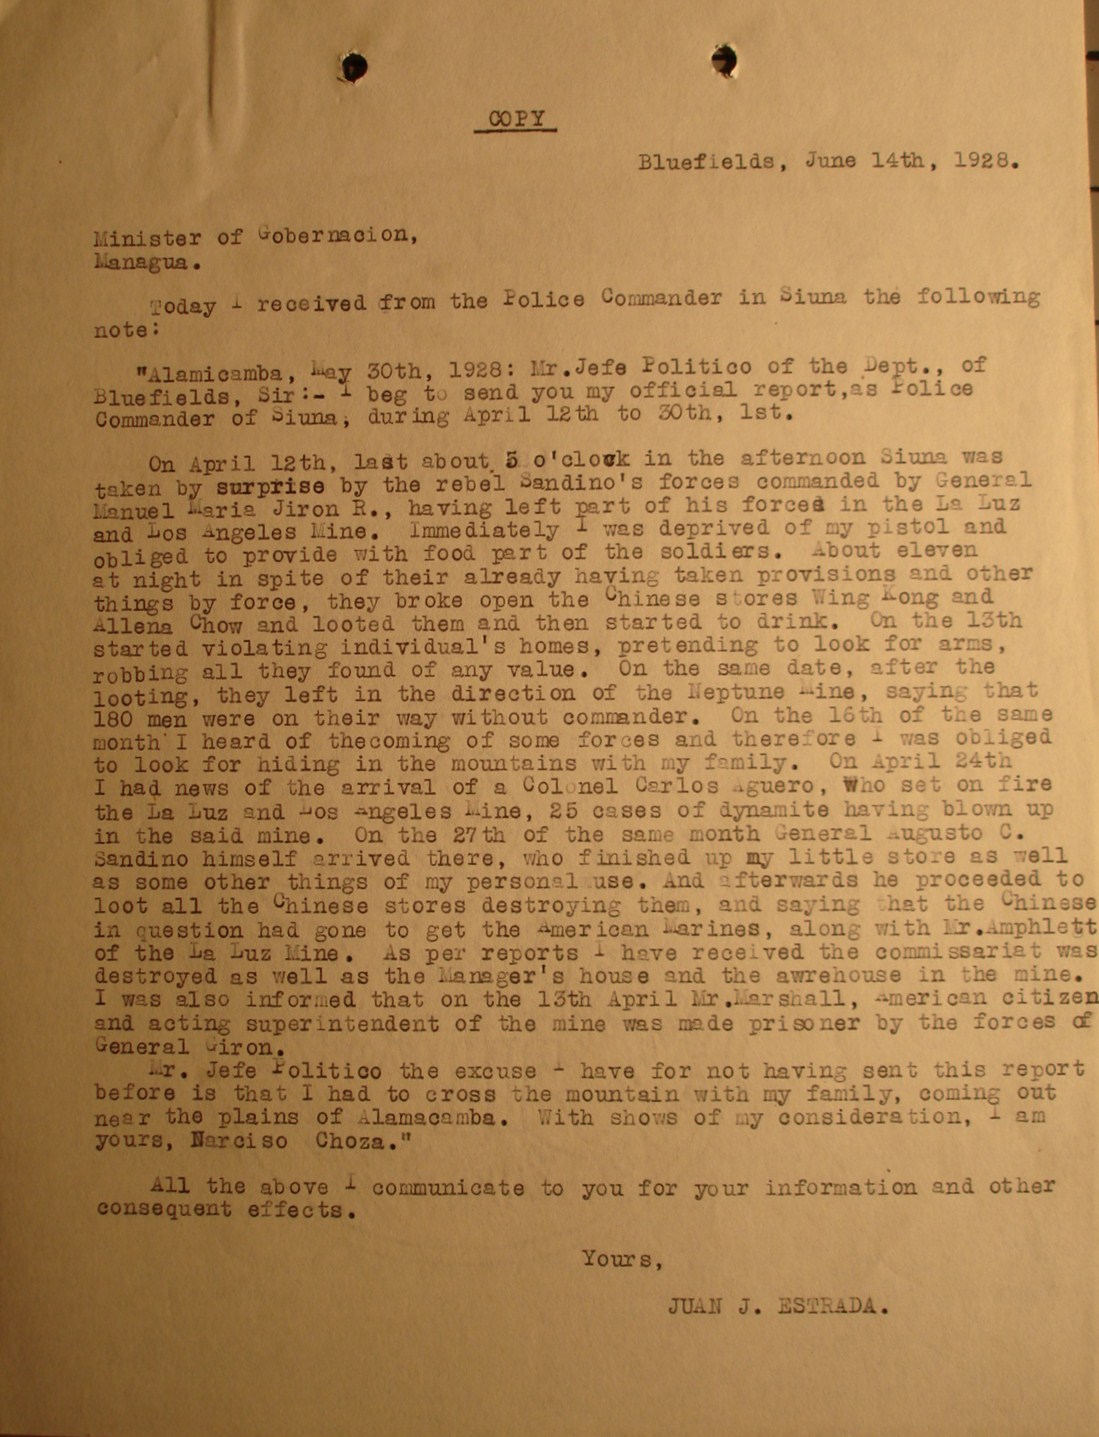 COPY
Bluefields, June 14th, 1928.
Minister of Gobernacion,
Managua.
Today I received from the Police Commander in Siuna the following
note:
"Alamicamba, May 30th, 1928: Mr.Jefe Politico of the Dept., of
Bluefields, Sir:- I beg to send you my official report,as Police
Commander of Siuna, during April 12th to 30th, 1st.
On April 12th, last about 5 o'clock in the afternoon Siuna was
taken by surprise by the rebel Sandino's forces commanded by General
Manuel Maria Jiron R., having left part of his forces in the La Luz
and Los Angeles Mine. Immediately I was deprived of my pistol and
obliged to provide with food part of the soldiers. About eleven
at night in spite of their already having taken provisions and other
things by force, they broke open the Chinese stores Wing Kong and
Allena Chow and looted them and then started to drink. On the 13th
started violating individual's homes, pretending to look for arms,
robbing all they found of any value. On the same date, after the
looting, they left in the direction of the Neptune Mine, saying that
180 men were on their way without commander. On the 16th of the same
month I heard of thecoming of some forces and therefore I was obliged
to look for hiding in the mountains with my family. On April 24th
I had news of the arrival of a Colonel Carlos Aguero, Who set on fire
the La Luz and Los Angeles Mine, 25 cases of dynamite having blown up
in the said mine. On the 27th of the same month General Augusto C.
Sandino himself arrived there, who finished up my little store as well
as some other things of my personal use. And afterwards he proceeded to
loot all the Chinese stores destroying them, and saying that the Chinese
in question had gone to get the American Marines, along with Mr.Amphlett
of the La Luz Mine. As per reports I have received the commissariat was
destroyed as well as the Manager's house and the awrehouse in the mine.
I was also informed that on the 13th April Mr.Marshall, American citizen
and acting superintendent of the mine was made prisoner by the forces of
General Giron.
Mr. Jefe Politico the excuse I have for not having sent this report
before is that I had to cross the mountain with my family, coming out
near the plains of Alamacamba. With shows of my consideration, I am
yours, Narciso Choza."
All the above I communicate to you for your information and other
consequent effects.
Yours,
JUAN J. ESTRADA.